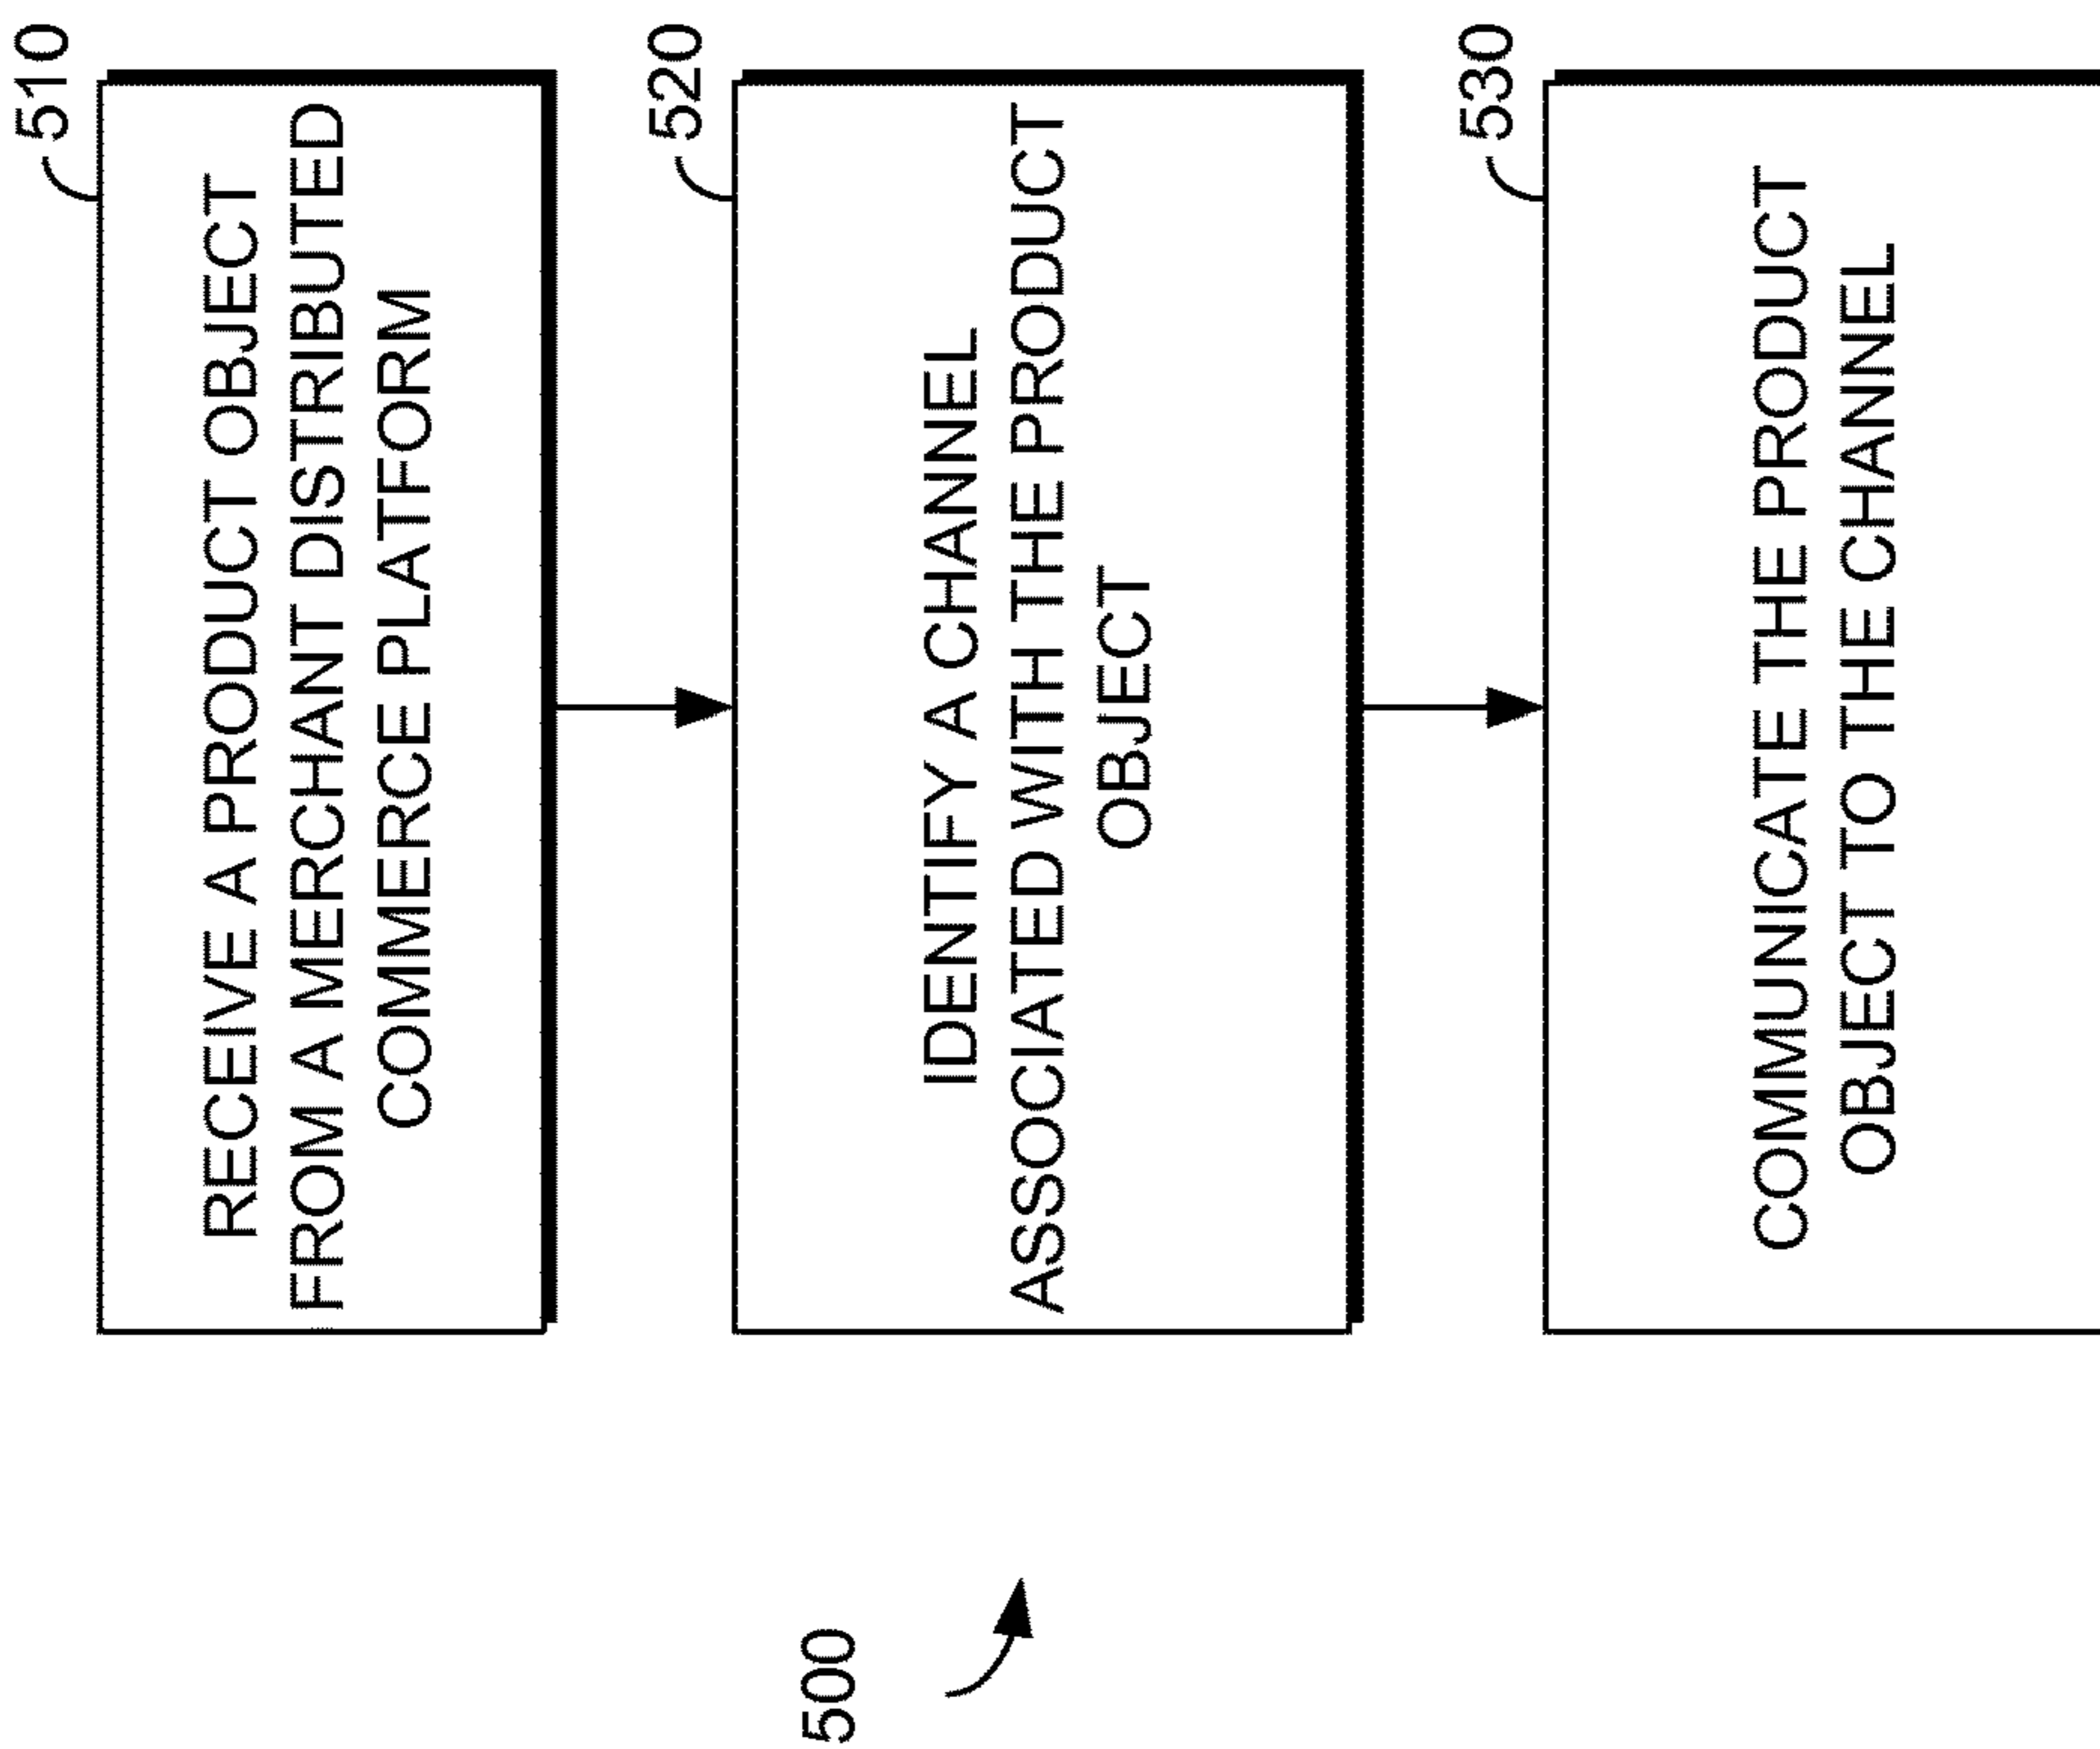 510
RECEIVE A PRODUCT OBJECT
FROM A MERCHANT DISTRIBUTED
COMMERCE PLATFORM
520
IDENTIFY A CHANNEL
ASSOCIATED WITH THE PRODUCT
OBJECT
530
COMMUNICATE THE PRODUCT
OBJECT TO THE CHANNEL
500